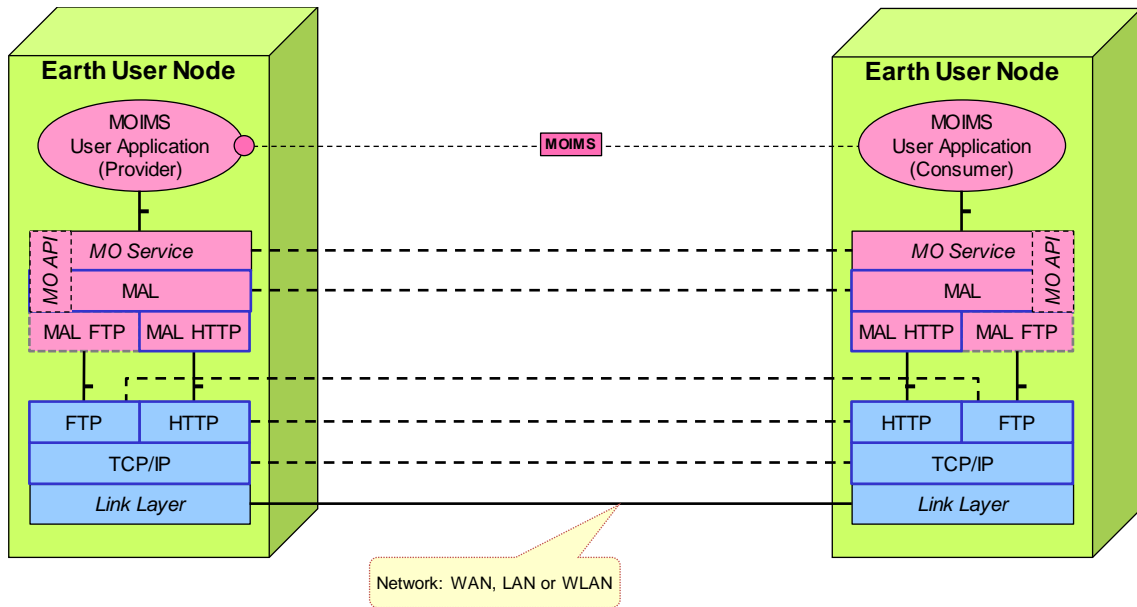 Earth User Node
MOIMS
User Application
(Provider)
MO API
MO Service
MAL
MAL FTP
MAL HTTP
FTP
HTTP
TCP/IP
Link Layer
MOIMS
Network: WAN, LAN or WLAN
Earth User Node
MOIMS
User Application
(Consumer)
MO Service
MO API
MAL
MAL HTTP
MAL FTP
HTTP
FTP
TCP/IP
Link Layer